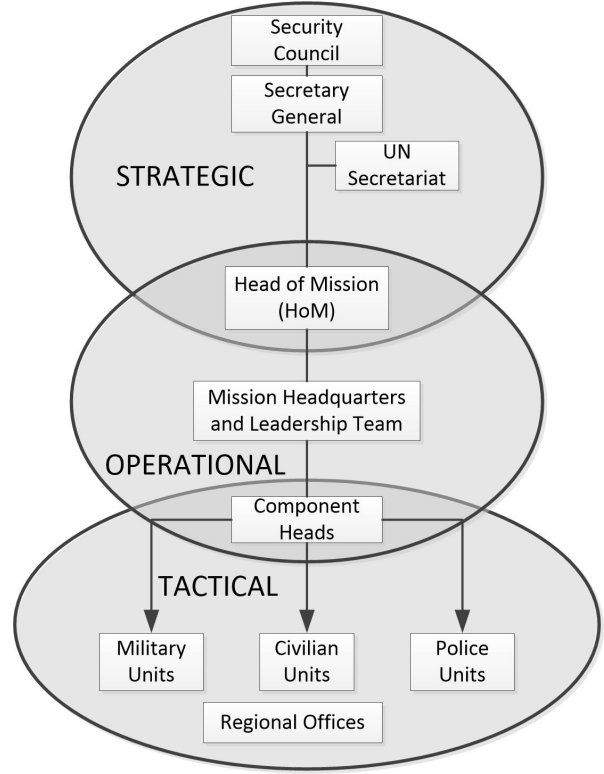 Security
Council
Secretary
General
UN
Secretariat
STRATEGIC
Head of Mission
(HoM)
Mission Headquarters
and Leadership Team
OPERATIONAL
Component
Heads
TACTICAL
Military
Units
Civilian
Units
Police
Units
Regional Offices